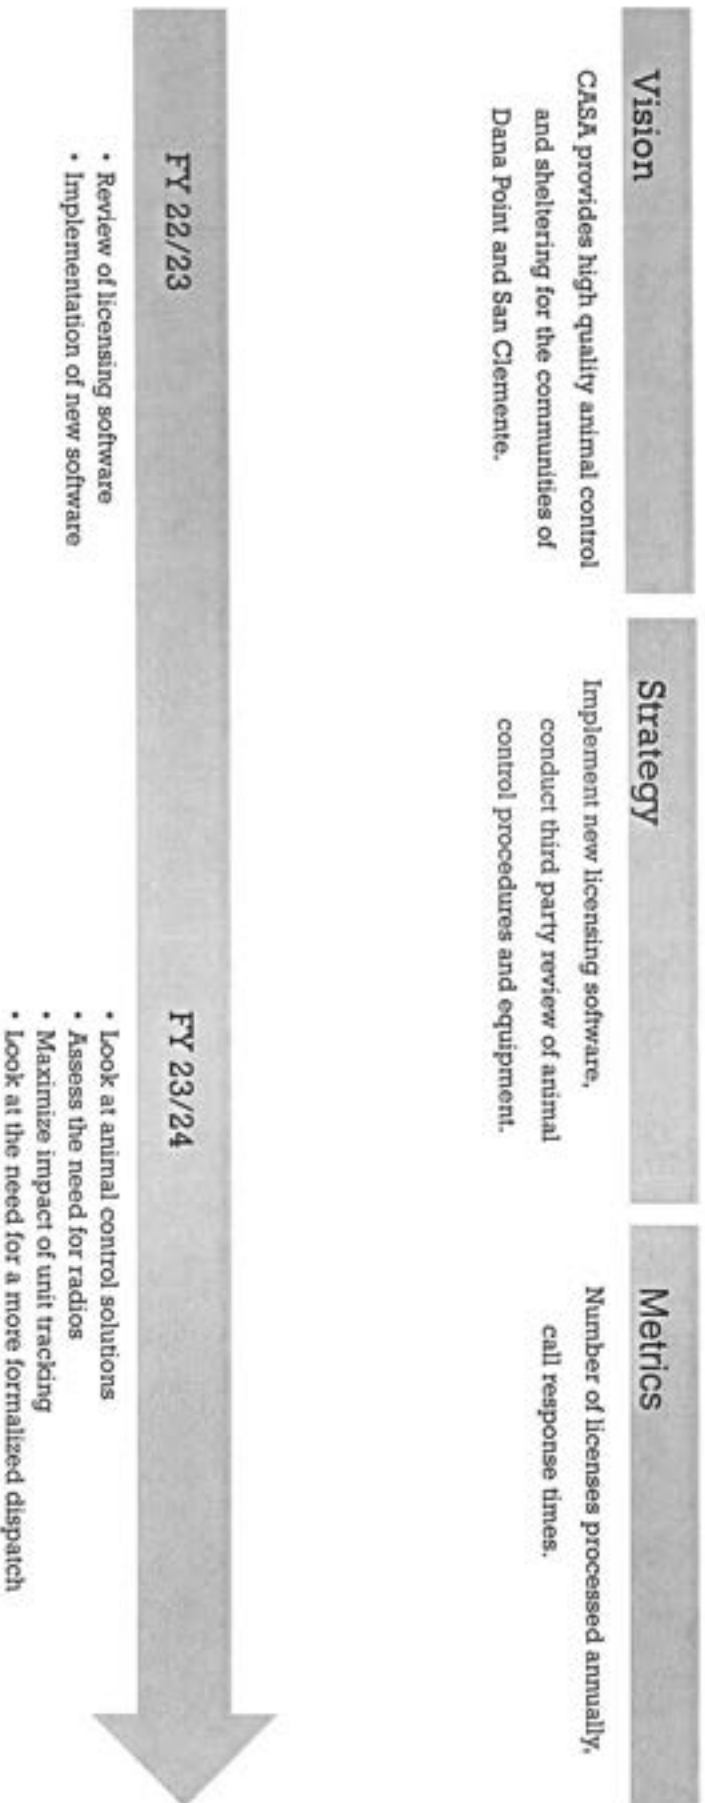 Vision
CASA provides high quality animal control
and sheltering for the communities of
Dana Point and San Clemente.
Strategy
Implement new licensing software,
conduct third party review of animal
control procedures and equipment.
Metrics
Number of licenses processed annually,
call response times.
FY 22/23
• Review of licensing software
• Implementation of new software
FY 23/24
• Look at animal control solutions
• Assess the need for radios
• Maximize impact of unit tracking
• Look at the need for a more formalized dispatch